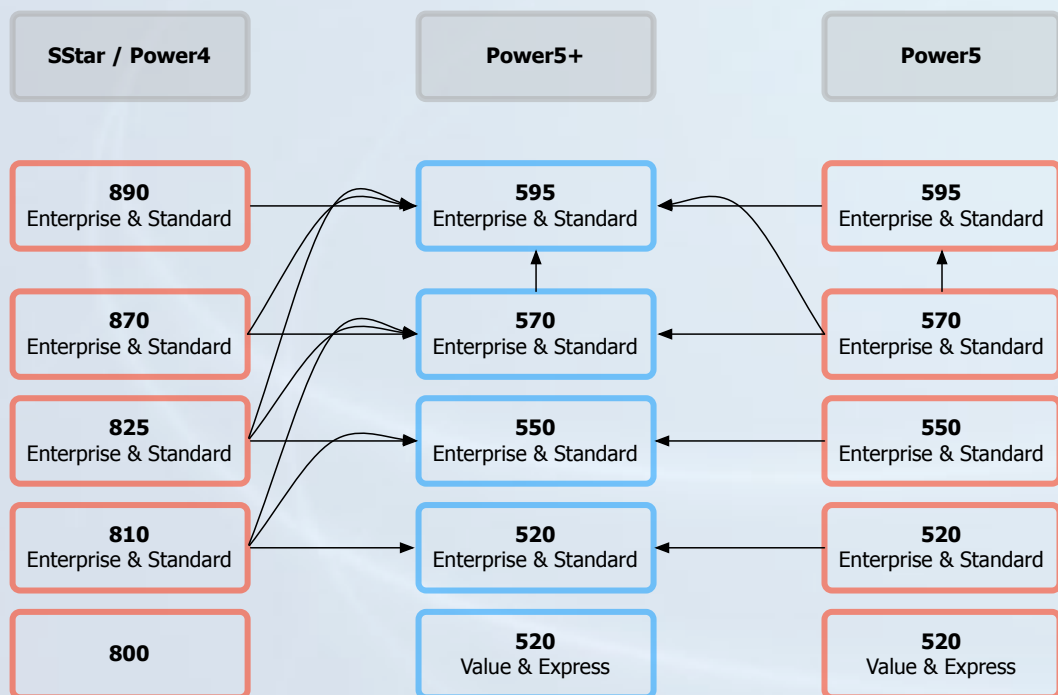 SStar / Power4
Power5+
Power5
890
Enterprise & Standard
595
Enterprise & Standard
595
Enterprise & Standard
870
Enterprise & Standard
570
Enterprise & Standard
570
Enterprise & Standard
825
Enterprise & Standard
550
Enterprise & Standard
550
Enterprise & Standard
810
Enterprise & Standard
520
Enterprise & Standard
520
Enterprise & Standard
800
520
Value & Express
520
Value & Express